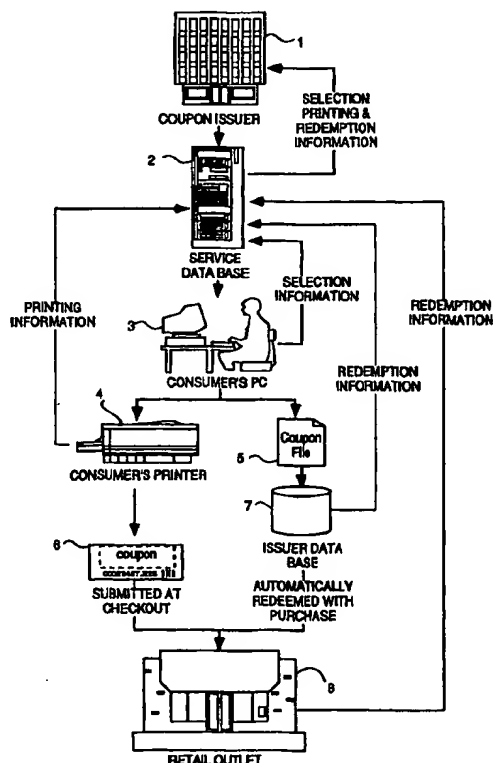 1
COUPON ISSUER
SELECTION
PRINTING &
REDEMPTION
INFORMATION
2
SERVICE
DATA BASE
SELECTION
INFORMATION
PRINTING
INFORMATION
REDEMPTION
INFORMATION
3
CONSUMER'S PC
REDEMPTION
INFORMATION
4
CONSUMER'S PRINTER
Coupon
File
5
7
ISSUER DATA
BASE
6
coupon
SUBMITTED AT
CHECKOUT
AUTOMATICALLY
REDEEMED WITH
PURCHASE
8
RETAIL OUTLET